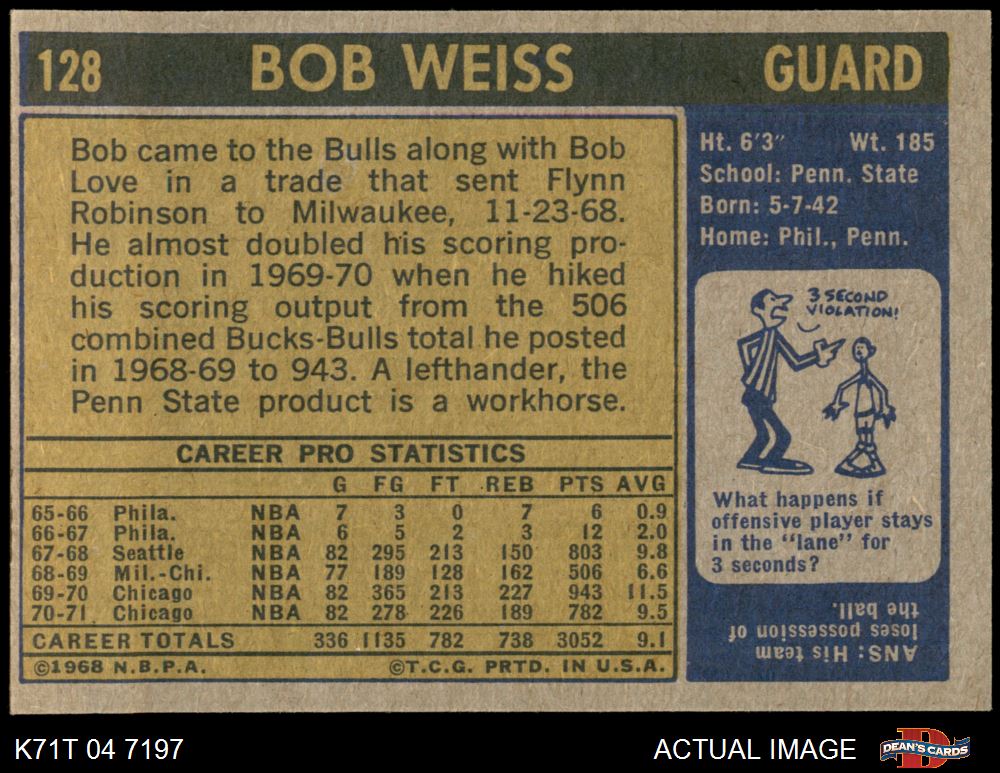 128 BOB WEISS GUARD
Bob came to the Bulls along with Bob
Love in a trade that sent Flynn
Robinson to Milwaukee, 11-23-68.
He almost doubled his scoring pro-
duction in 1969-70 when he hiked
his scoring output from the 506
combined Bucks-Bulls total he posted
in 1968-69 to 943. A lefthander, the
Penn State product is a workhorse.
CAREER PRO STATISTICS
G FG FT REB PTS AVG
65-66 Phila. NBA 7 3 0 7 6 0.9
66-67 Phila. NBA 6 5 2 3 12 2.0
67-68 Seattle NBA 82 295 213 150 803 9.8
68-69 Mil.-Chi. NBA 77 189 128 162 506 6.6
69-70 Chicago NBA 82 365 213 227 943 11.5
70-71 Chicago NBA 82 278 226 189 782 9.5
CAREER TOTALS 336 1135 782 738 3052 9.1
©1968 N.B.P.A. ©T.C.G. PRTD. IN U.S.A.
Ht. 6'3" Wt. 185
School: Penn. State
Born: 5-7-42
Home: Phil., Penn.
3 SECOND
VIOLATION!
What happens if
offensive player stays
in the "lane" for
3 seconds?
ANS: His team
loses possession of
the ball.
K71T 04 7197 ACTUAL IMAGE
DEAN'S CARDS